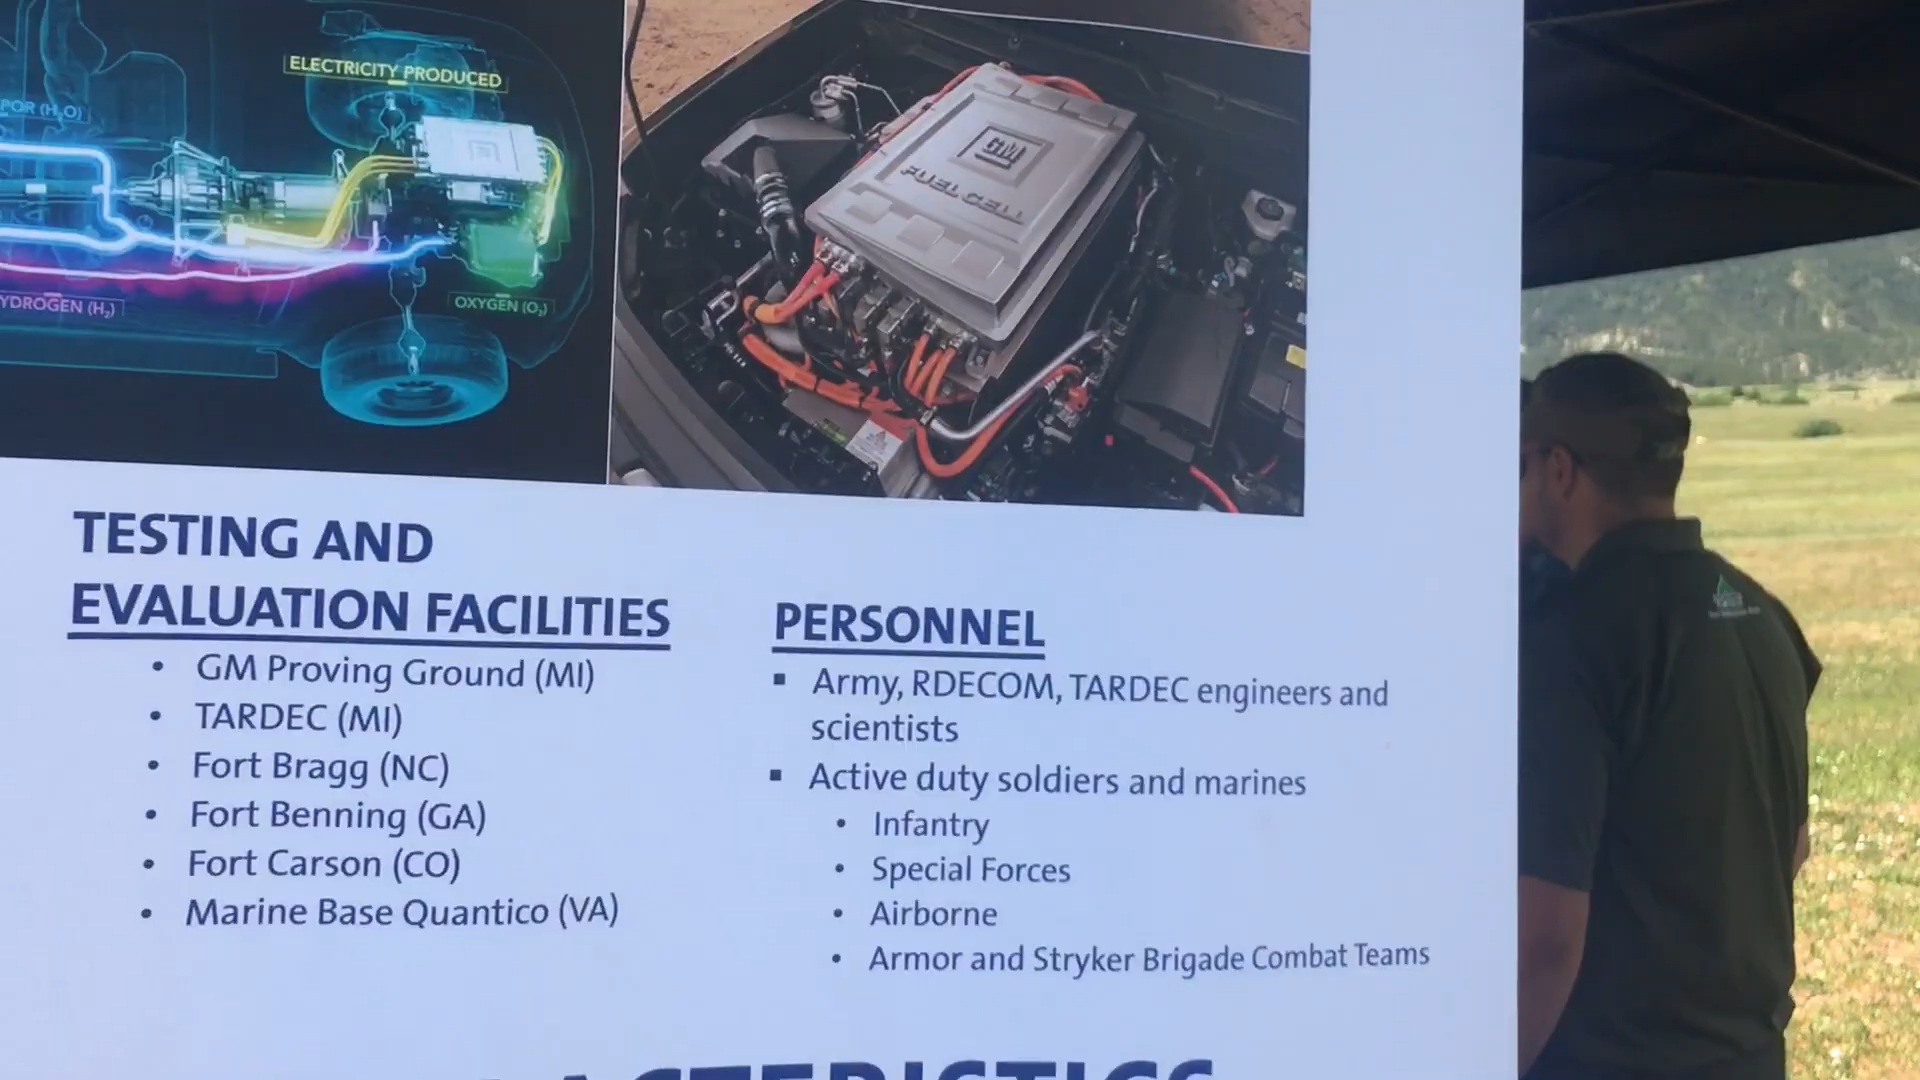 ELECTRICITY PRODUCED
POR (H₂O)
YDROGEN (H₂)
OXYGEN (O₂)
GM
FUEL CELL
TESTING AND
EVALUATION FACILITIES
• GM Proving Ground (MI)
• TARDEC (MI)
• Fort Bragg (NC)
• Fort Benning (GA)
• Fort Carson (CO)
• Marine Base Quantico (VA)
PERSONNEL
▪ Army, RDECOM, TARDEC engineers and
scientists
▪ Active duty soldiers and marines
• Infantry
• Special Forces
• Airborne
• Armor and Stryker Brigade Combat Teams
ACTERISTICS